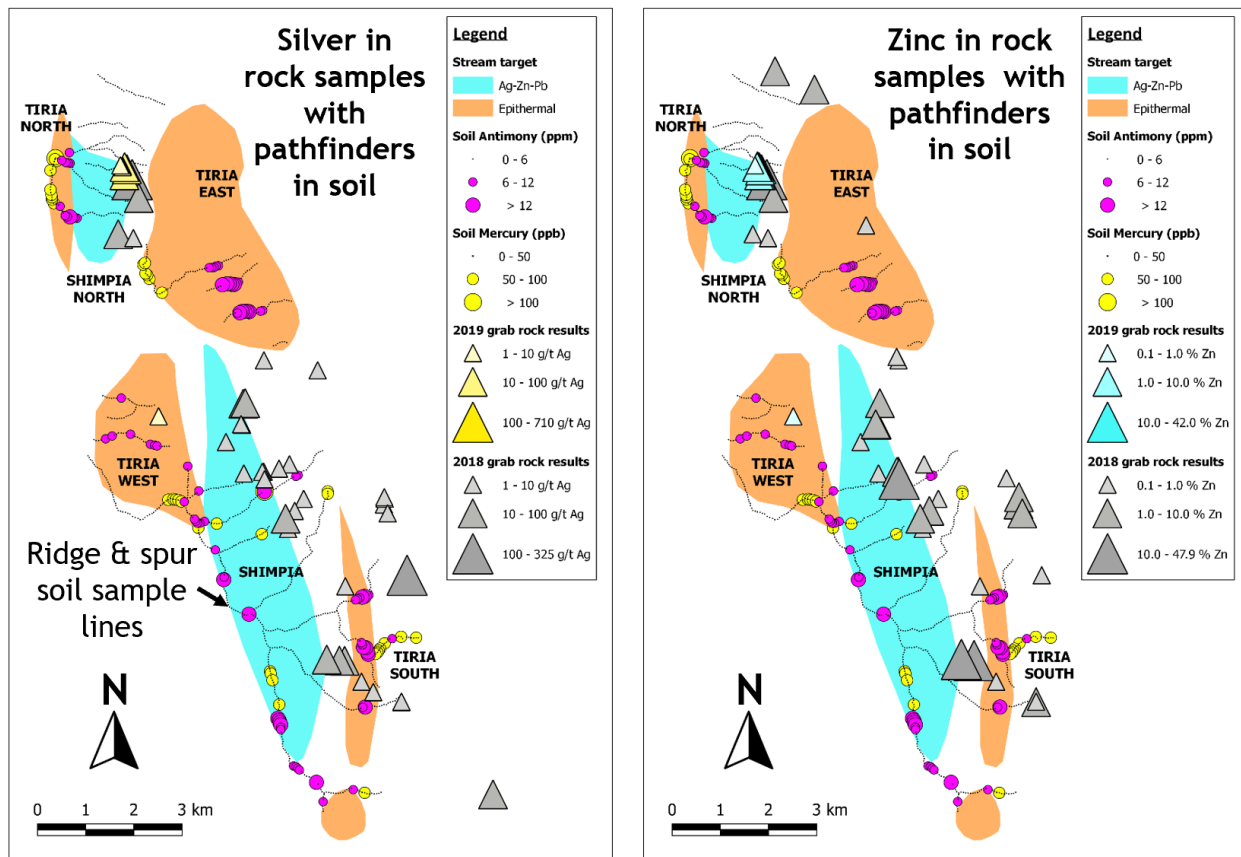 Silver in
rock samples
with
pathfinders
in soil
TIRIA
NORTH
TIRIA
EAST
SHIMPIA
NORTH
TIRIA
WEST
SHIMPIA
Ridge & spur
soil sample
lines
TIRIA
SOUTH
N
0 1 2 3 km
Legend
Stream target
Ag-Zn-Pb
Epithermal
Soil Antimony (ppm)
0 - 6
6 - 12
> 12
Soil Mercury (ppb)
0 - 50
50 - 100
> 100
2019 grab rock results
1 - 10 g/t Ag
10 - 100 g/t Ag
100 - 710 g/t Ag
2018 grab rock results
1 - 10 g/t Ag
10 - 100 g/t Ag
100 - 325 g/t Ag
Zinc in rock
samples with
pathfinders
in soil
TIRIA
NORTH
TIRIA
EAST
SHIMPIA
NORTH
TIRIA
WEST
SHIMPIA
TIRIA
SOUTH
N
0 1 2 3 km
Legend
Stream target
Ag-Zn-Pb
Epithermal
Soil Antimony (ppm)
0 - 6
6 - 12
> 12
Soil Mercury (ppb)
0 - 50
50 - 100
> 100
2019 grab rock results
0.1 - 1.0 % Zn
1.0 - 10.0 % Zn
10.0 - 42.0 % Zn
2018 grab rock results
0.1 - 1.0 % Zn
1.0 - 10.0 % Zn
10.0 - 47.9 % Zn